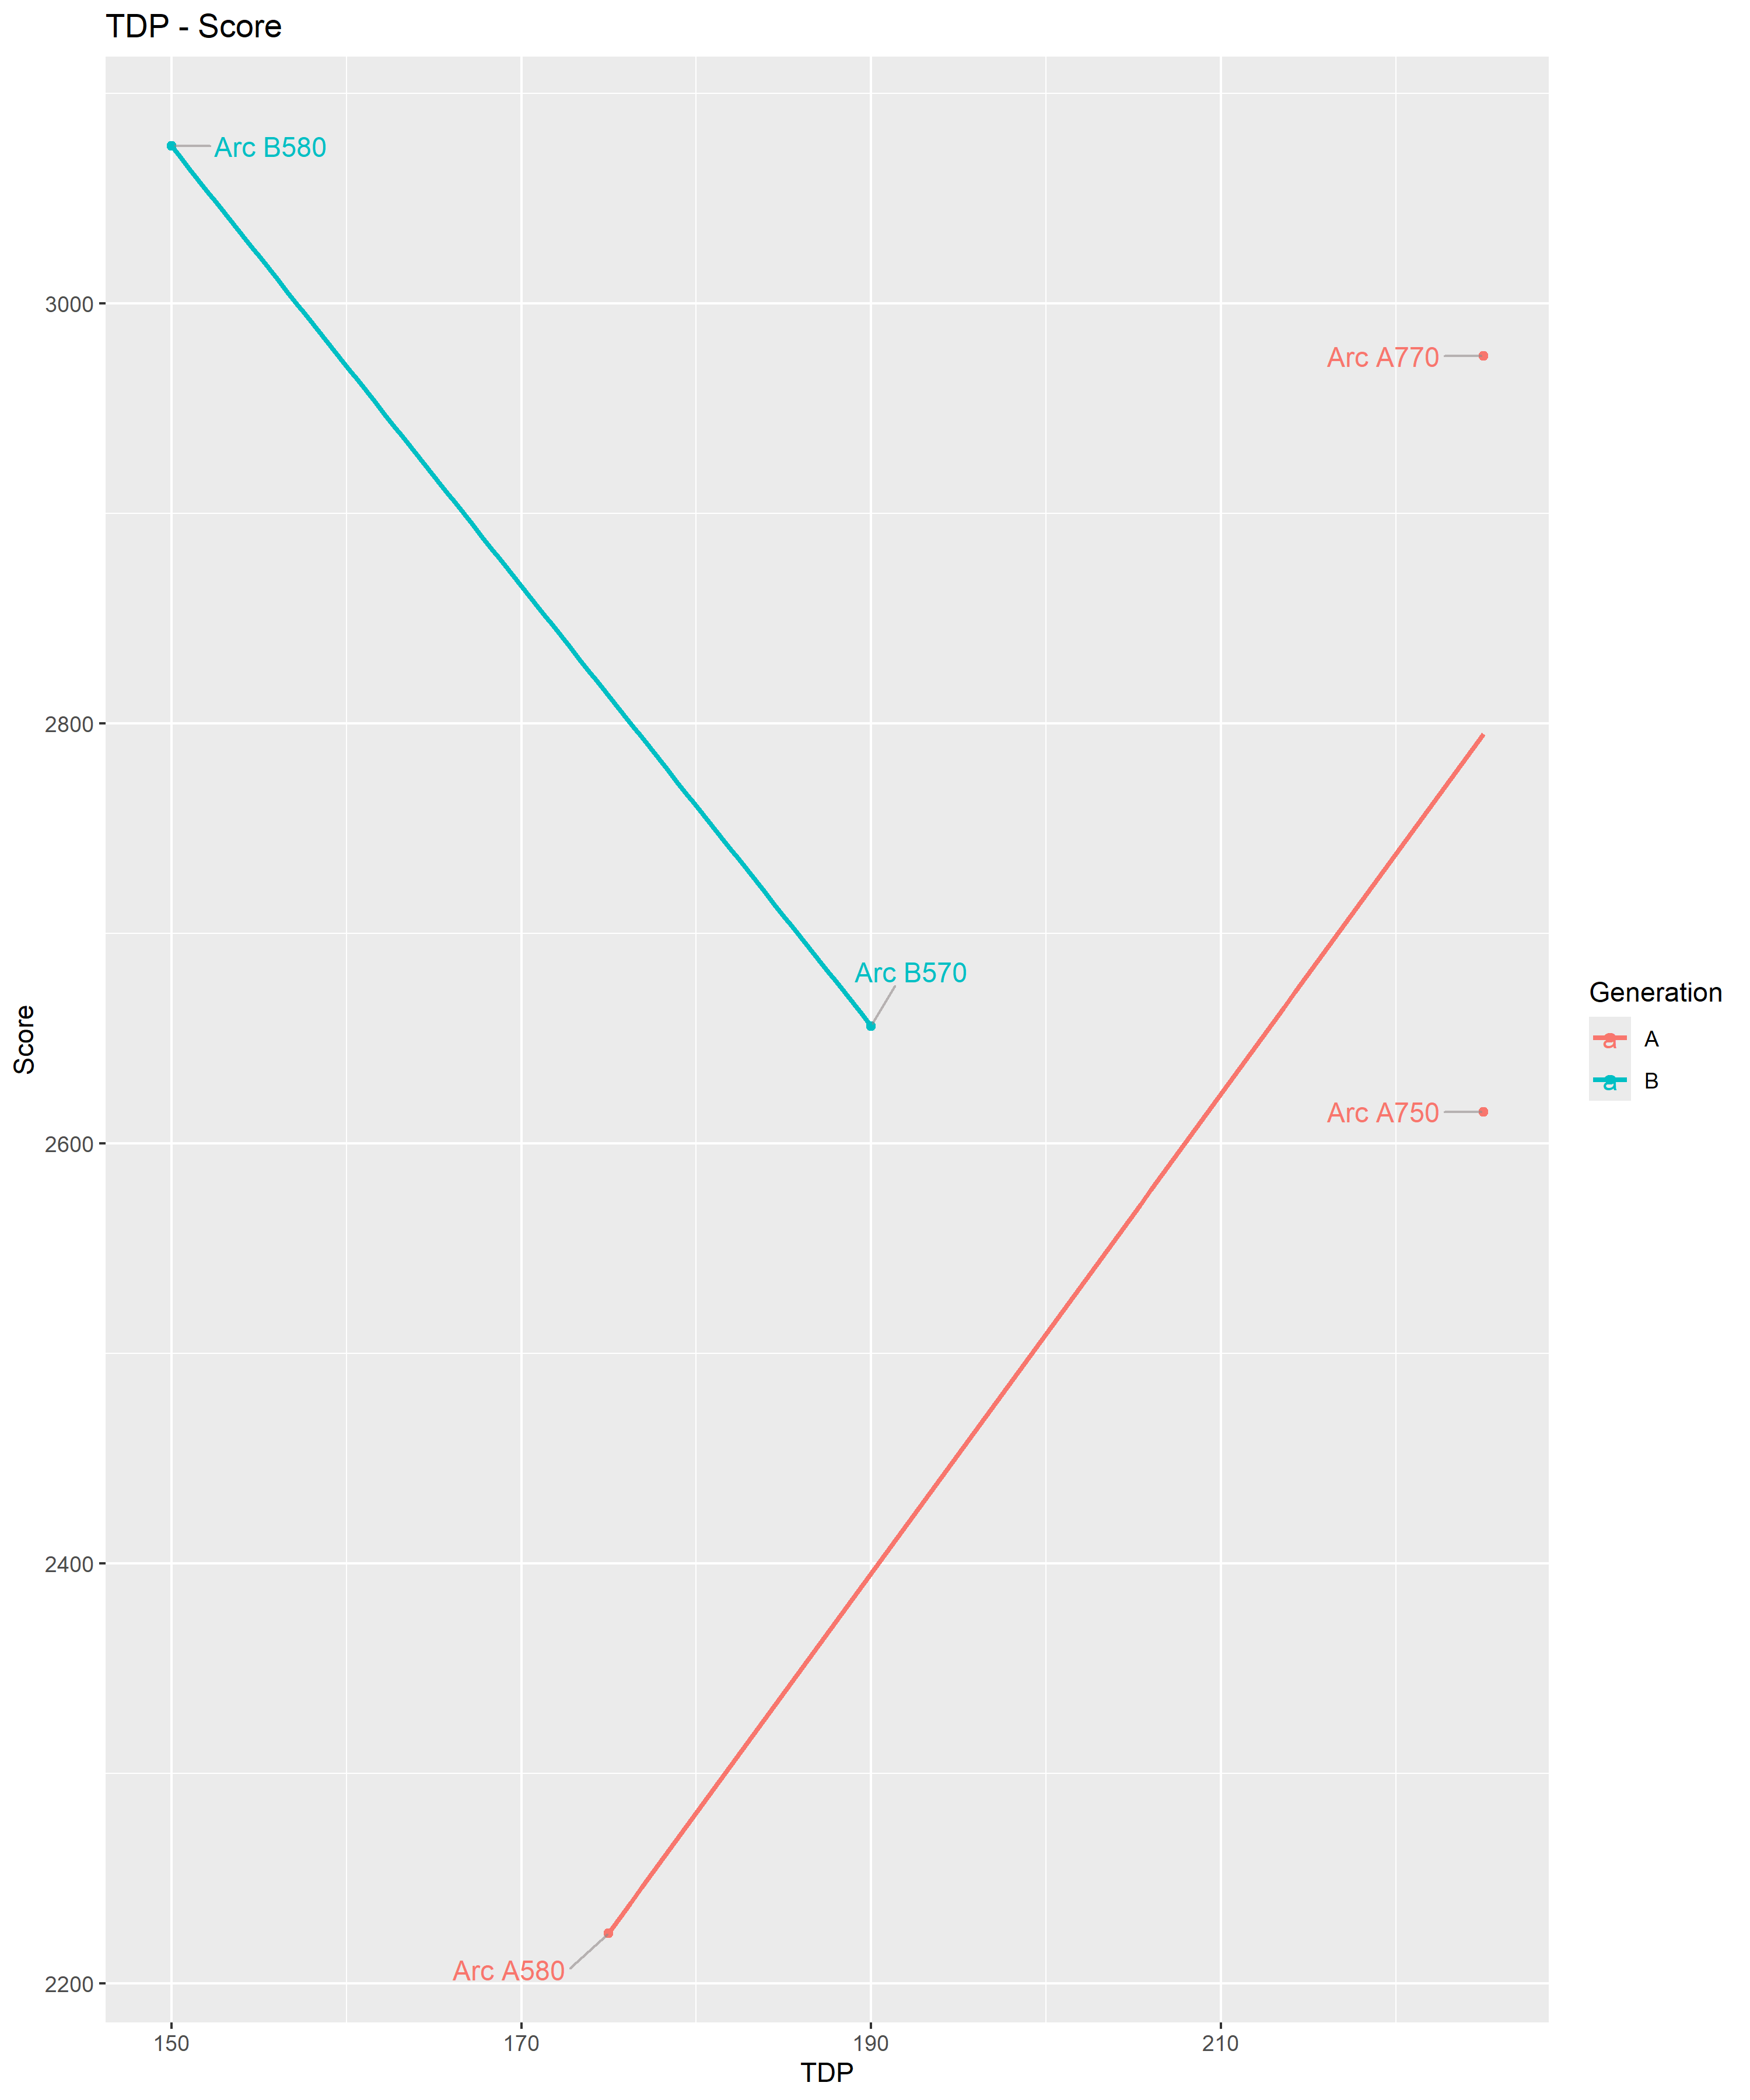 TDP - Score
Arc B580
3000
Arc A770
2800
Arc B570
Score
Generation
a A
a B
2600
Arc A750
2400
Arc A580
2200
150 170 190 210
TDP